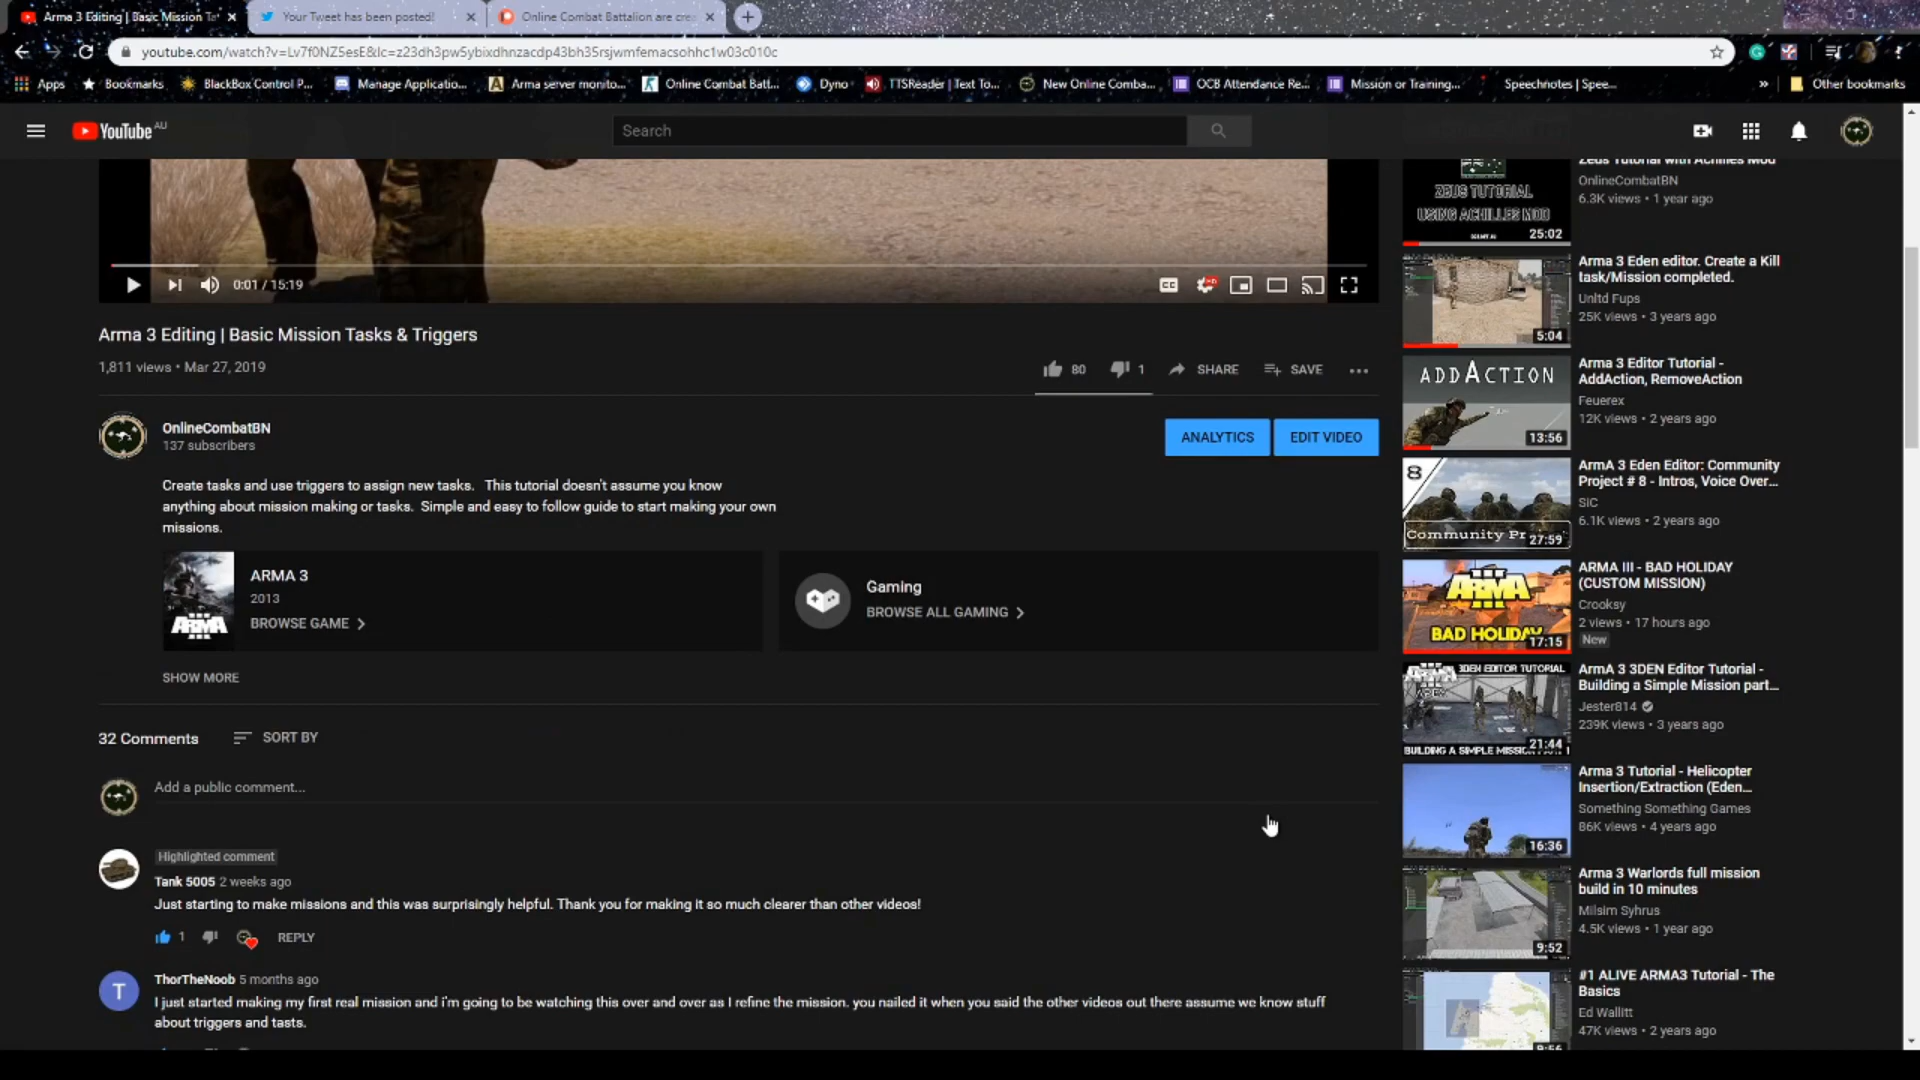 Arma 3 Editing | Basic Mission Ta
Your Tweet has been posted!
Online Combat Battalion are crea
youtube.com/watch?v=Lv7f0NZ5esE&lc=z23dh3pw5ybixdhnzacdp43bh35rsjwmfemacsohhc1w03c010c
Apps
Bookmarks
BlackBox Control P...
Manage Applicatio...
Arma server monito...
Online Combat Batt...
Dyno
TTSReader | Text To...
New Online Comba...
OCB Attendance Re...
Mission or Training...
Speechnotes | Spee...
»
Other bookmarks
YouTube AU
Search
0:01 / 15:19
CC
Arma 3 Editing | Basic Mission Tasks & Triggers
1,811 views • Mar 27, 2019
80
1
SHARE
SAVE
OnlineCombatBN
137 subscribers
ANALYTICS
EDIT VIDEO
Create tasks and use triggers to assign new tasks. This tutorial doesn't assume you know
anything about mission making or tasks. Simple and easy to follow guide to start making your own
missions.
ARMA
ARMA 3
2013
BROWSE GAME
Gaming
BROWSE ALL GAMING
SHOW MORE
32 Comments
SORT BY
Add a public comment...
Highlighted comment
Tank 5005 2 weeks ago
Just starting to make missions and this was surprisingly helpful. Thank you for making it so much clearer than other videos!
1
REPLY
T
ThorTheNoob 5 months ago
I just started making my first real mission and i'm going to be watching this over and over as I refine the mission. you nailed it when you said the other videos out there assume we know stuff
about triggers and tasts.
ZEUS TUTORIAL
USING ACHILLES MOD
25:02
Zeus Tutorial with Achilles Mod
OnlineCombatBN
6.3K views • 1 year ago
5:04
Arma 3 Eden editor. Create a Kill
task/Mission completed.
Unltd Fups
25K views • 3 years ago
ADDACTION
13:56
Arma 3 Editor Tutorial -
AddAction, RemoveAction
Feuerex
12K views • 2 years ago
8
Community Pr
27:59
ArmA 3 Eden Editor: Community
Project # 8 - Intros, Voice Over...
SIC
6.1K views • 2 years ago
ARMA
BAD HOLIDAY
17:15
ARMA III - BAD HOLIDAY
(CUSTOM MISSION)
Crooksy
2 views • 17 hours ago
New
3DEN EDITOR TUTORIAL
BUILDING A SIMPLE MISSION
21:44
ArmA 3 3DEN Editor Tutorial -
Building a Simple Mission part...
Jester814
239K views • 3 years ago
16:36
Arma 3 Tutorial - Helicopter
Insertion/Extraction (Eden...
Something Something Games
86K views • 4 years ago
9:52
Arma 3 Warlords full mission
build in 10 minutes
Milsim Syhrus
4.5K views • 1 year ago
#1 ALIVE ARMA3 Tutorial - The
Basics
Ed Wallitt
47K views • 2 years ago